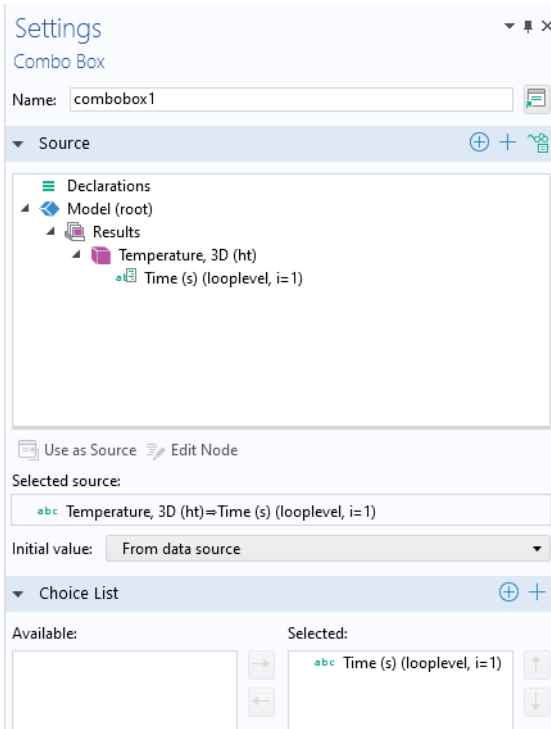 Settings
Combo Box
Name: combobox1
Source
Declarations
Model (root)
Results
Temperature, 3D (ht)
Time (s) (looplevel, i=1)
Use as Source Edit Node
Selected source:
abc Temperature, 3D (ht)⇒Time (s) (looplevel, i=1)
Initial value: From data source
Choice List
Available: Selected:
abc Time (s) (looplevel, i=1)